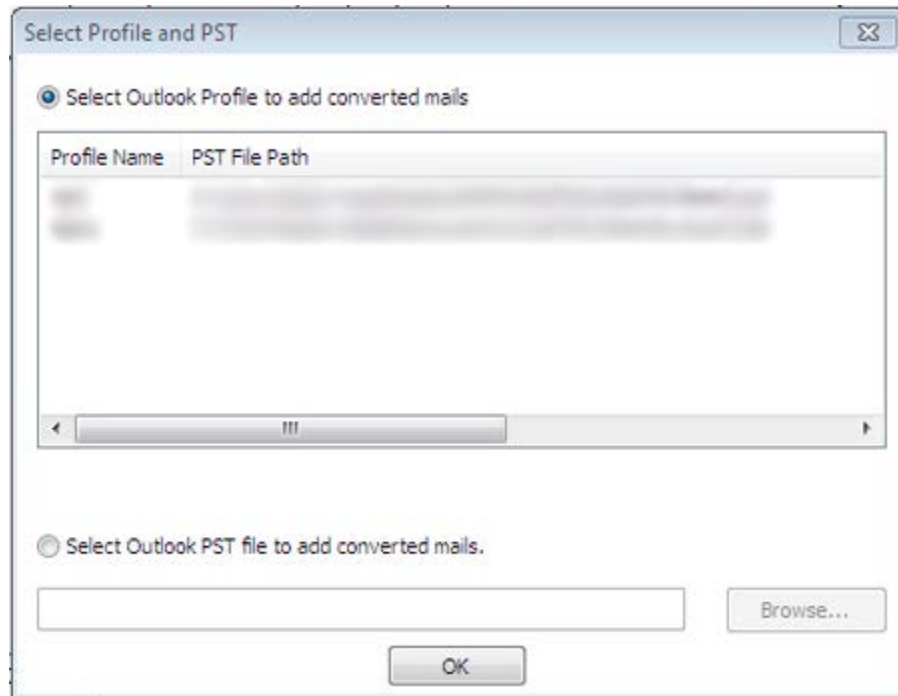 Select Profile and PST
Select Outlook Profile to add converted mails
Profile Name PST File Path
Select Outlook PST file to add converted mails.
Browse...
OK